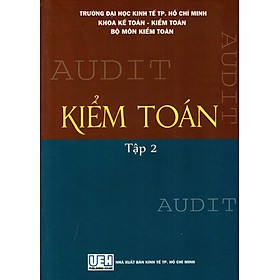 TRƯỜNG ĐẠI HỌC KINH TẾ TP. HỒ CHÍ MINH
KHOA KẾ TOÁN - KIỂM TOÁN
BỘ MÔN KIỂM TOÁN
AUDIT
AUDIT
KIỂM TOÁN
Tập 2
AUDIT
UEH
NHÀ XUẤT BẢN KINH TẾ TP. HỒ CHÍ MINH